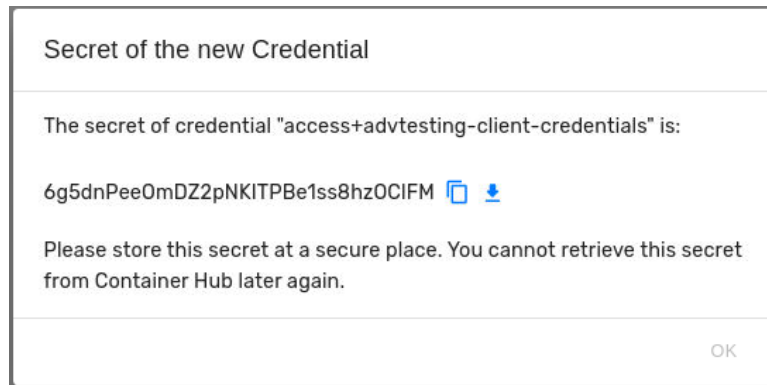 Secret of the new Credential
The secret of credential "access+advtesting-client-credentials" is:
6g5dnPeeOmDZ2pNKlTPBe1ss8hzOClFM
Please store this secret at a secure place. You cannot retrieve this secret
from Container Hub later again.
OK